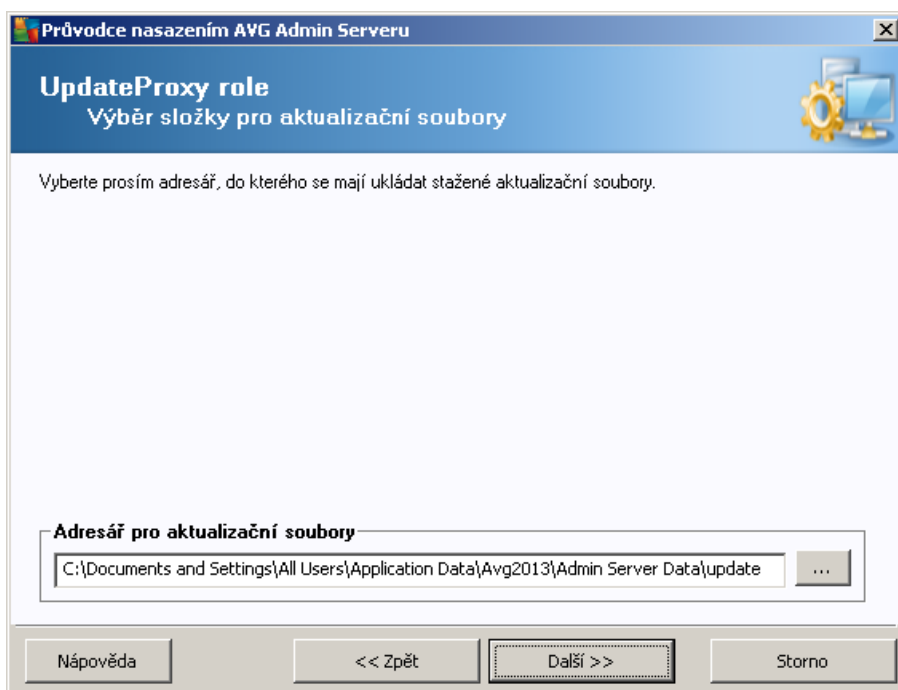 Průvodce nasazením AVG Admin Serveru
UpdateProxy role
Výběr složky pro aktualizační soubory
Vyberte prosím adresář, do kterého se mají ukládat stažené aktualizační soubory.
Adresář pro aktualizační soubory
C:\Documents and Settings\All Users\Application Data\Avg2013\Admin Server Data\update
...
Nápověda
<< Zpět
Další >>
Storno